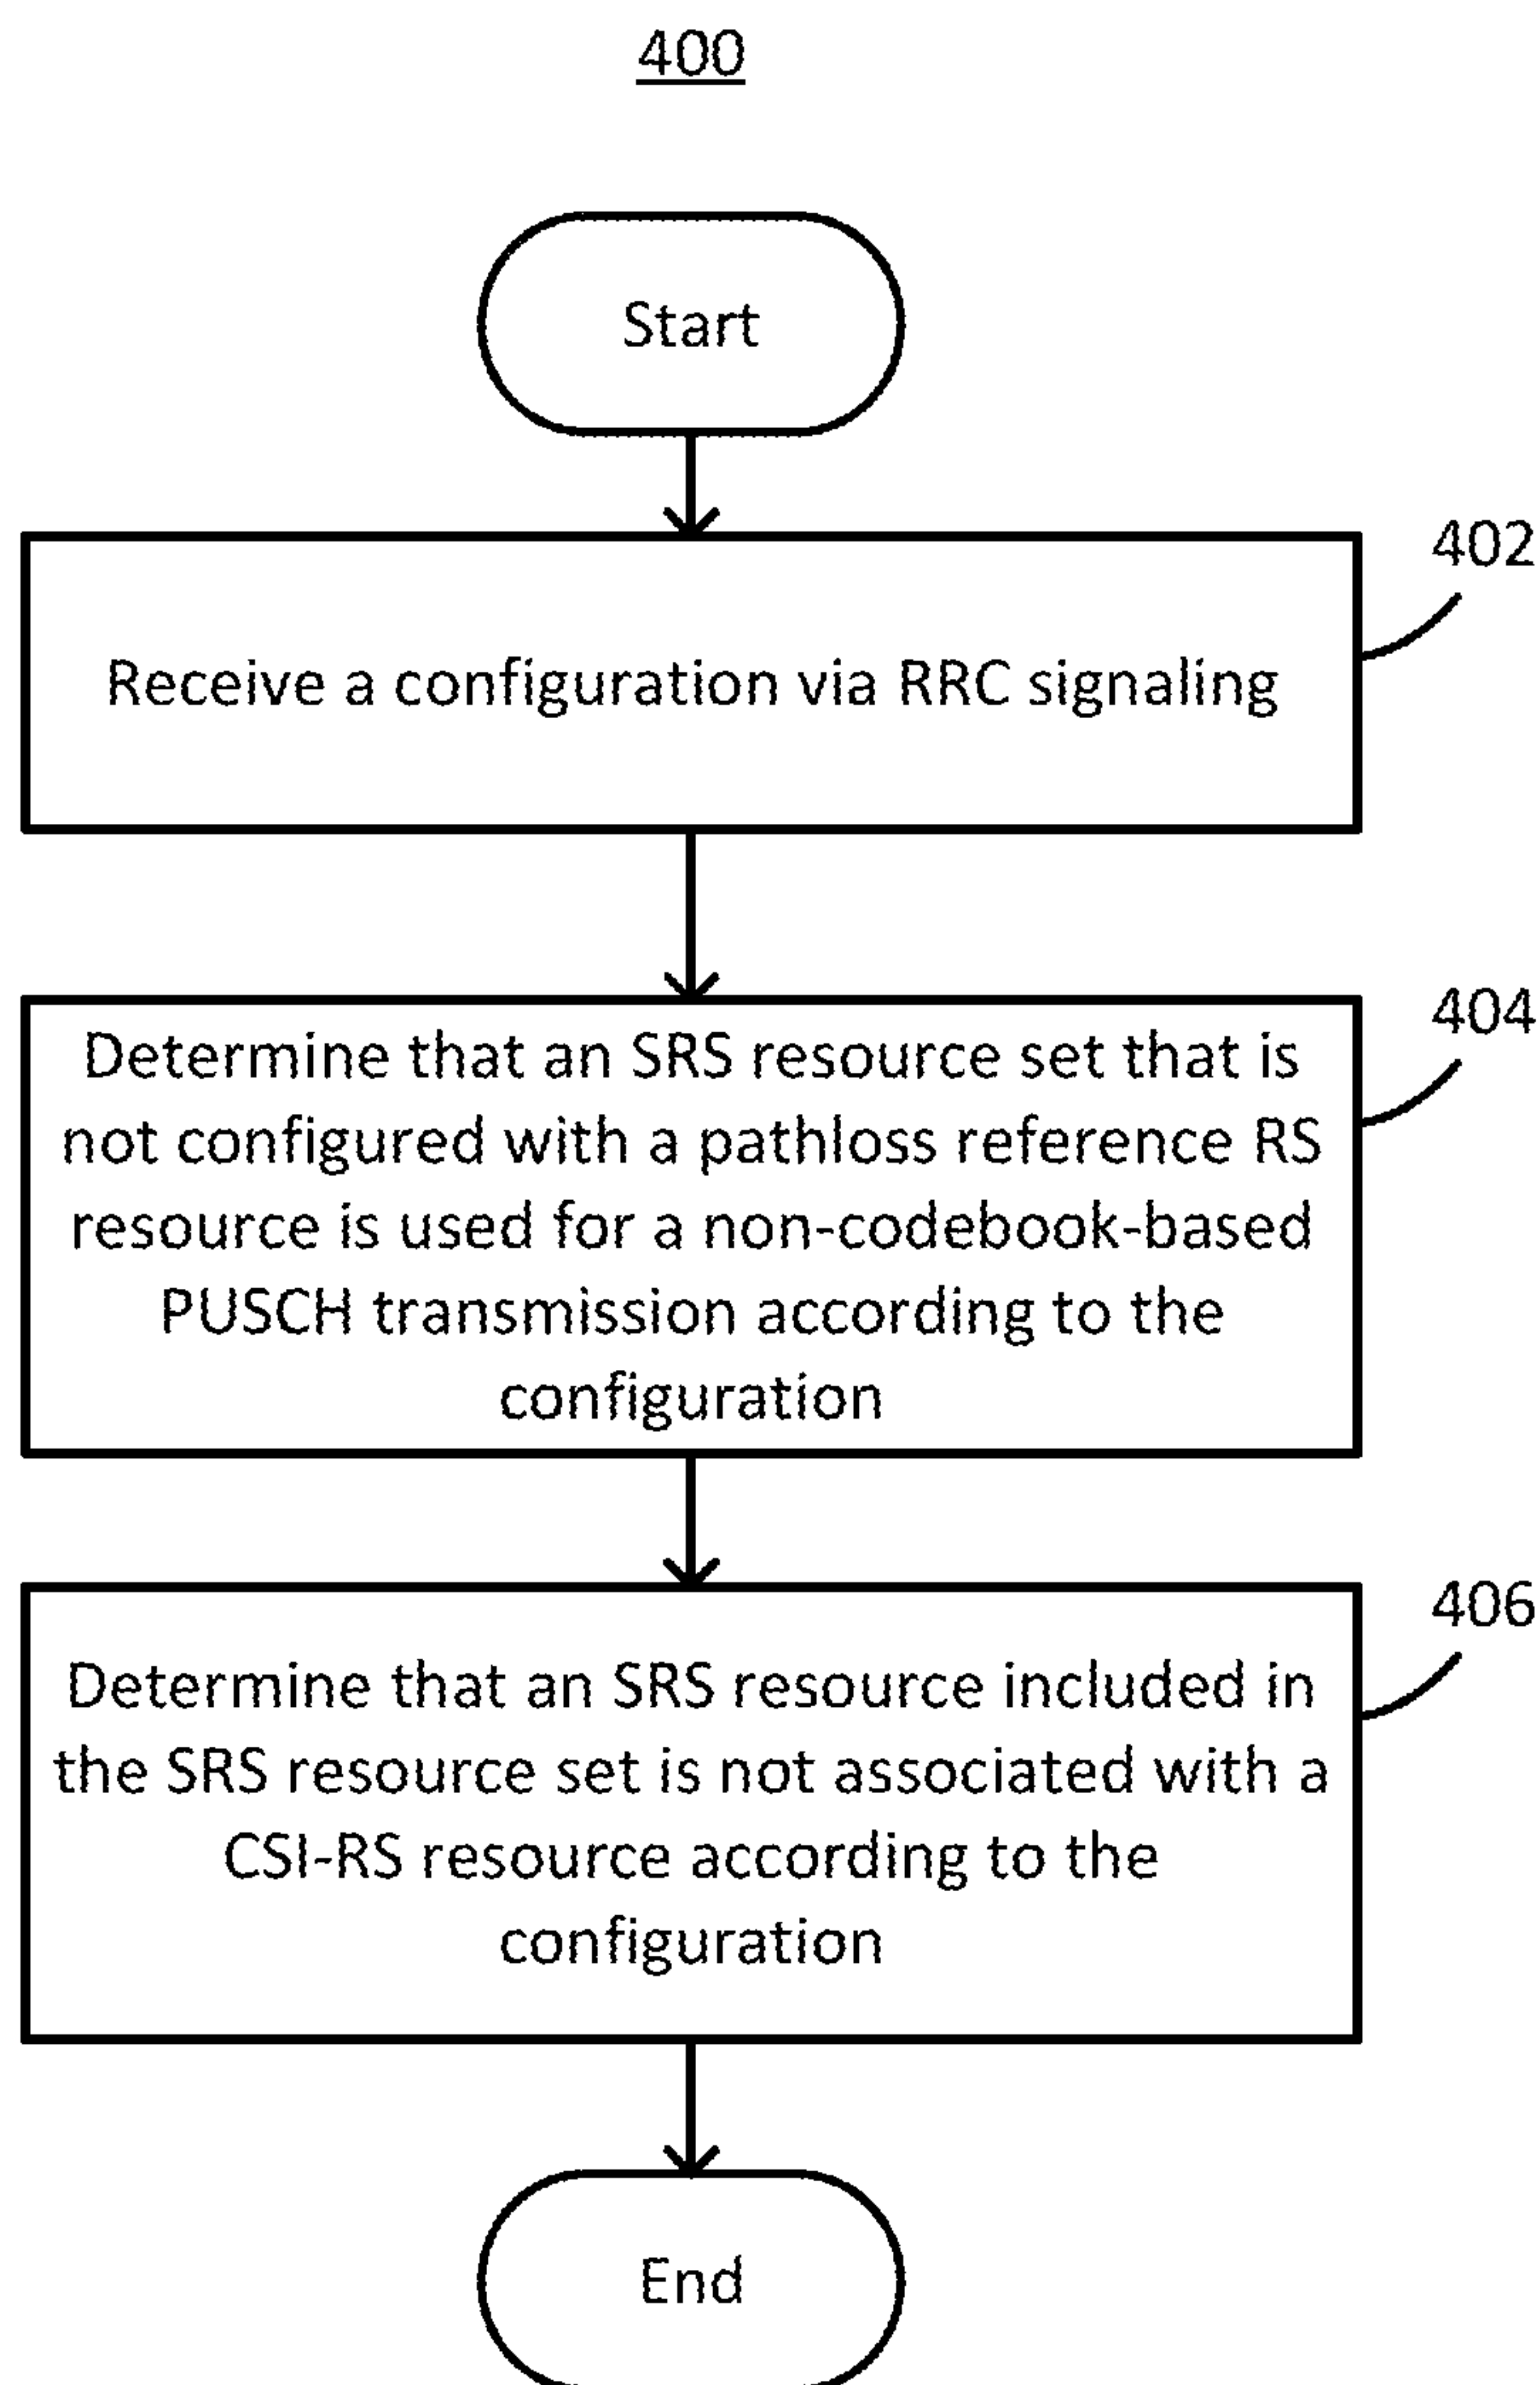 400
Start
402
Receive a configuration via RRC signaling
404
Determine that an SRS resource set that is
not configured with a pathloss reference RS
resource is used for a non-codebook-based
PUSCH transmission according to the
configuration
406
Determine that an SRS resource included in
the SRS resource set is not associated with a
CSI-RS resource according to the
configuration
End